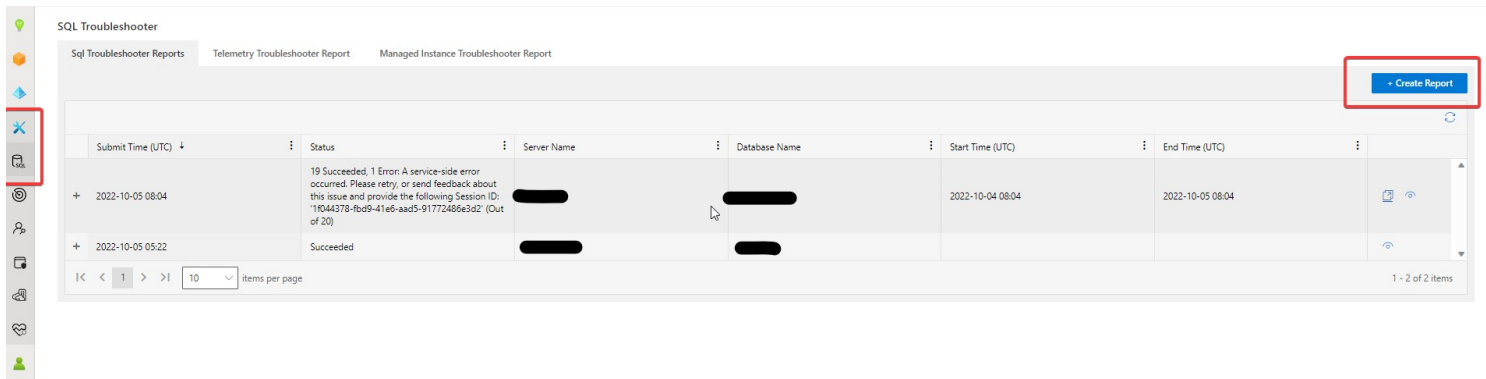 SQL Troubleshooter
Sql Troubleshooter Reports Telemetry Troubleshooter Report Managed Instance Troubleshooter Report
+ Create Report
Submit Time (UTC) ↓ Status Server Name Database Name Start Time (UTC) End Time (UTC)
19 Succeeded, 1 Error: A service-side error
occurred. Please retry, or send feedback about
this issue and provide the following Session ID:
'1f044378-fbd9-41e6-aad5-91772486e3d2' (Out
of 20)
+ 2022-10-05 08:04 2022-10-04 08:04 2022-10-05 08:04
+ 2022-10-05 05:22 Succeeded
1 10 items per page 1 - 2 of 2 items
SQL